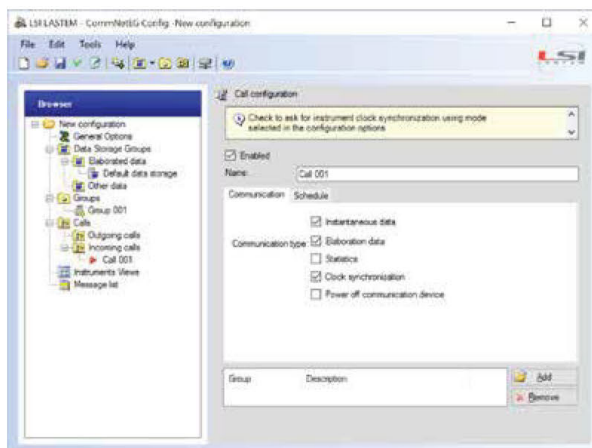 LSI LASTEM - CommNetEG Config -New configuration
File Edit Tools Help
LSI
LASTEM
Browser
New configuration
General Options
Data Storage Groups
Elaborated data
Default data storage
Other data
Groups
Group 001
Calls
Outgoing calls
Incoming calls
Call 001
Instruments Views
Message list
Call configuration
Check to ask for instrument clock synchronization using mode
selected in the configuration options
Enabled
Name: Call 001
Communication Schedule
Communication type:
Instantaneous data
Elaboration data
Statistics
Clock synchronization
Power off communication device
Group Description
Add
Remove